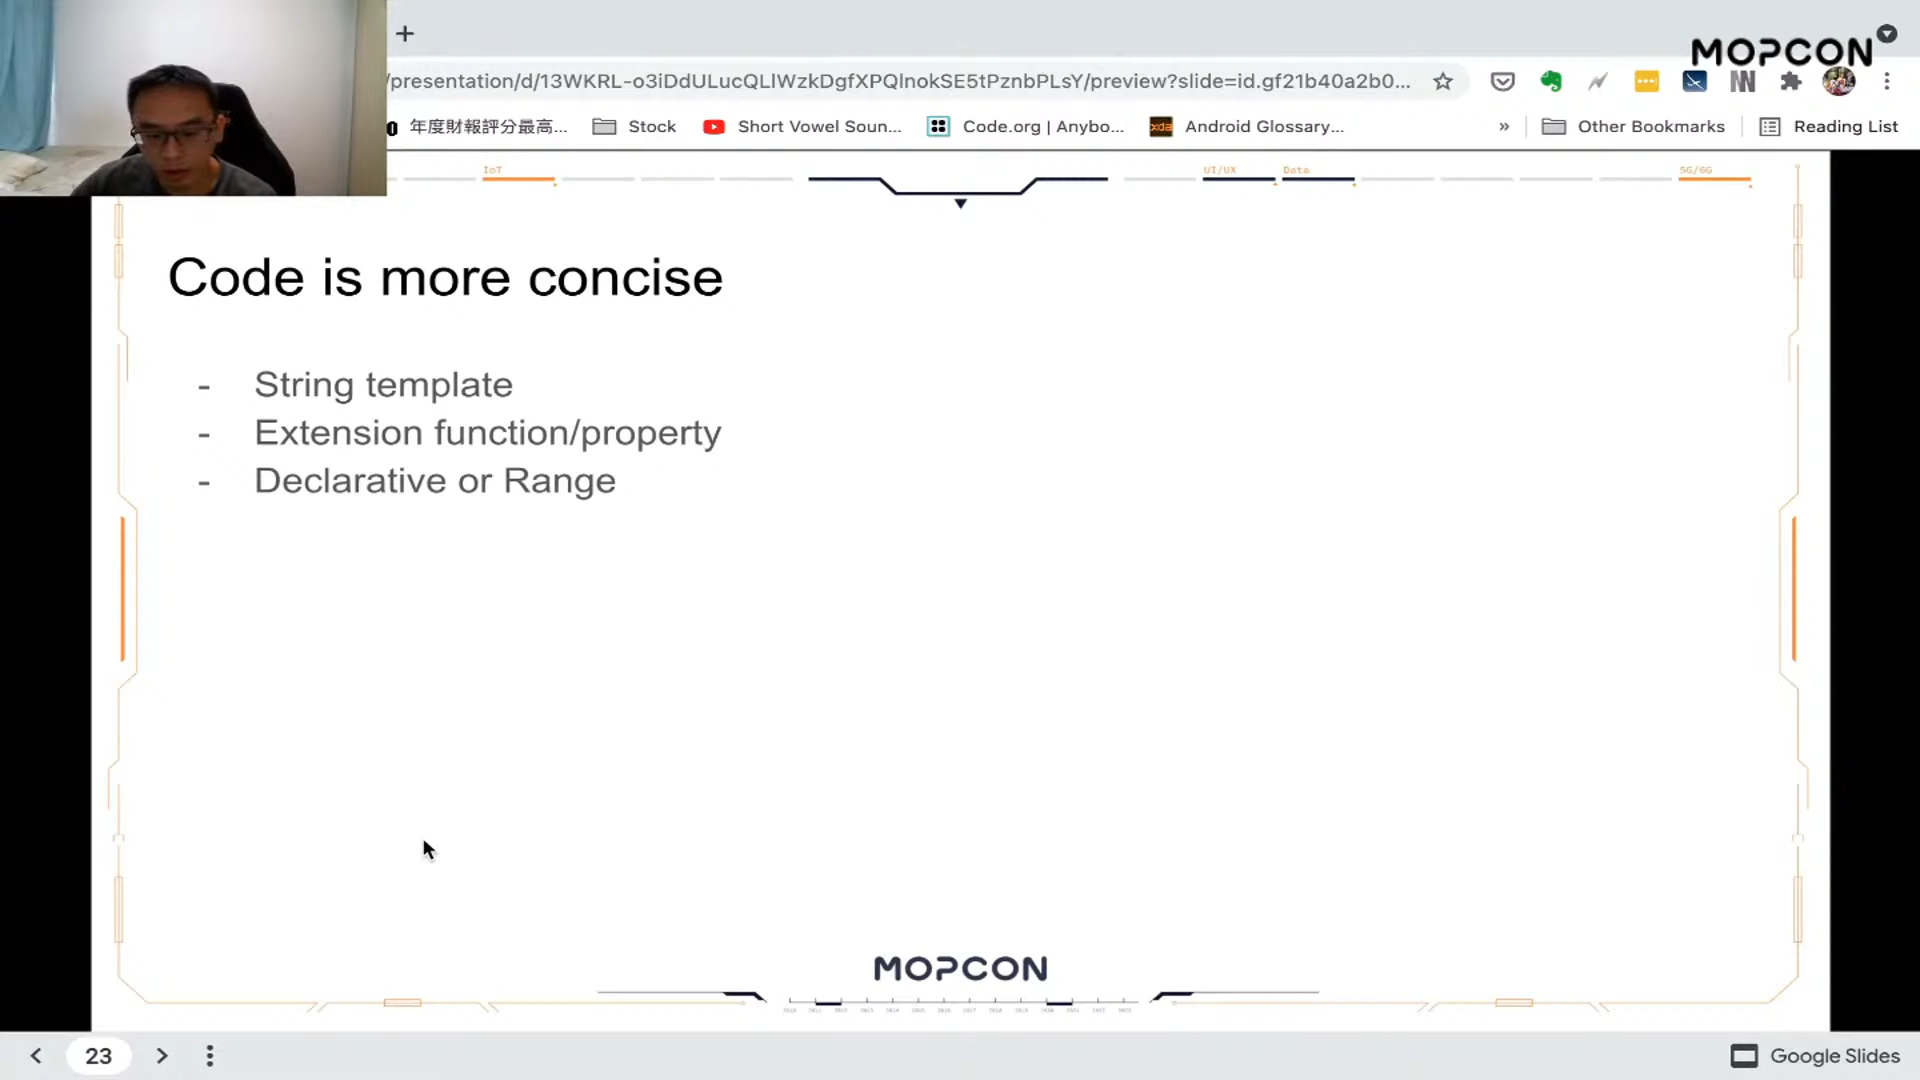 MOPCON
/presentation/d/13WKRL-o3iDdULucQLlWzkDgfXPQlnokSE5tPznbPLsY/preview?slide=id.gf21b40a2b0...
年度財報評分最高...
Stock
Short Vowel Soun...
Code.org | Anybo...
xda
Android Glossary...
»
Other Bookmarks
Reading List
IoT
UI/UX
Data
5G/6G
Code is more concise
- String template
- Extension function/property
- Declarative or Range
MOPCON
23
Google Slides